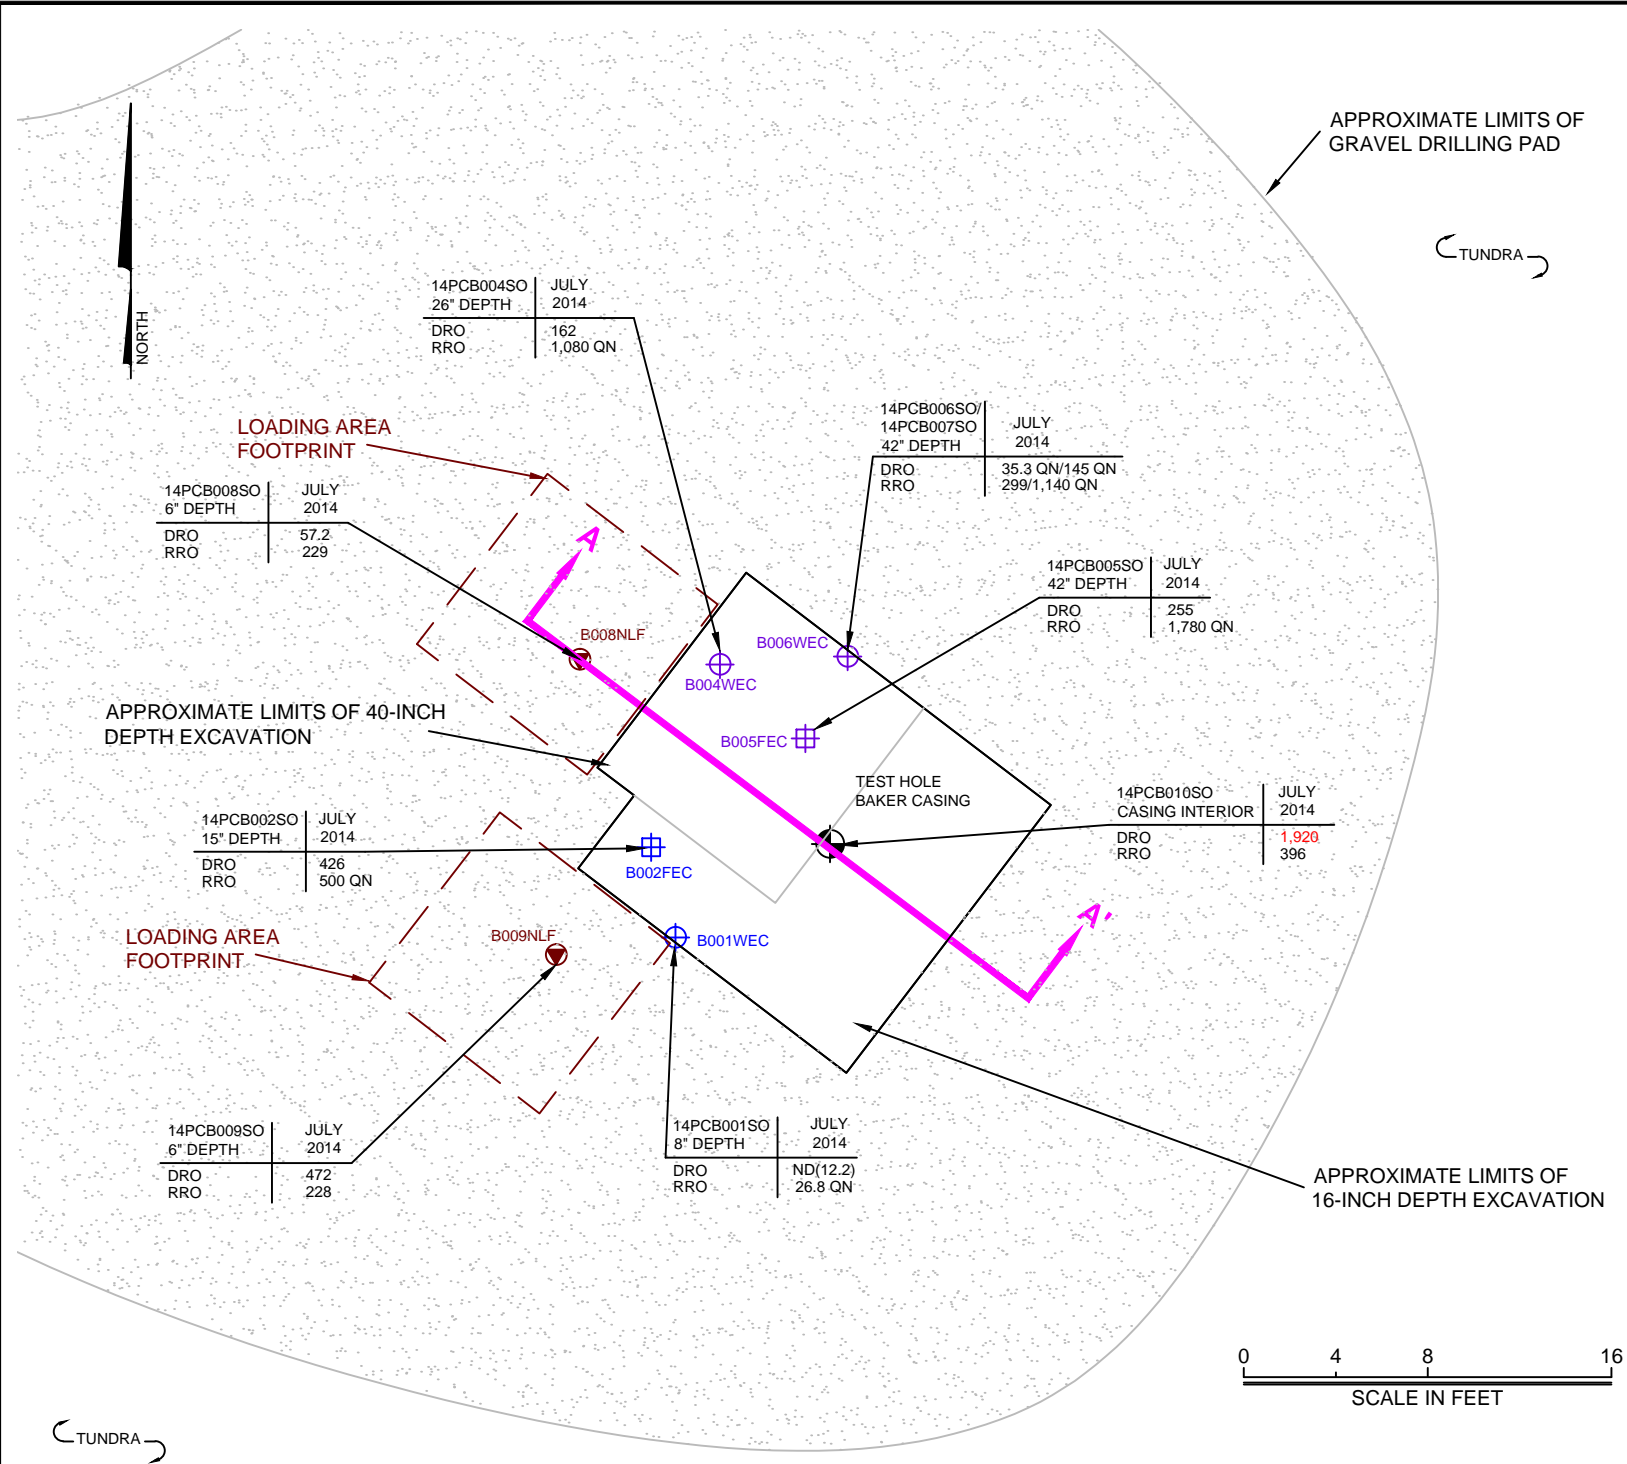 APPROXIMATE LIMITS OF
GRAVEL DRILLING PAD
TUNDRA
NORTH
14PCB004SO JULY
26" DEPTH 2014
DRO 162
RRO 1,080 QN
14PCB006SO/
14PCB007SO JULY
42" DEPTH 2014
DRO 35.3 QN/145 QN
RRO 299/1,140 QN
LOADING AREA
FOOTPRINT
14PCB008SO JULY
6" DEPTH 2014
DRO 57.2
RRO 229
A
14PCB005SO JULY
42" DEPTH 2014
DRO 255
RRO 1,780 QN
B008NLF
B006WEC
B004WEC
B005FEC
APPROXIMATE LIMITS OF 40-INCH
DEPTH EXCAVATION
TEST HOLE
BAKER CASING
14PCB010SO JULY
CASING INTERIOR 2014
DRO 1,920
RRO 396
14PCB002SO JULY
15" DEPTH 2014
DRO 426
RRO 500 QN
B002FEC
A'
LOADING AREA
FOOTPRINT
B009NLF
B001WEC
14PCB009SO JULY
6" DEPTH 2014
DRO 472
RRO 228
14PCB001SO JULY
8" DEPTH 2014
DRO ND(12.2)
RRO 26.8 QN
APPROXIMATE LIMITS OF
16-INCH DEPTH EXCAVATION
0 4 8 16
SCALE IN FEET
TUNDRA